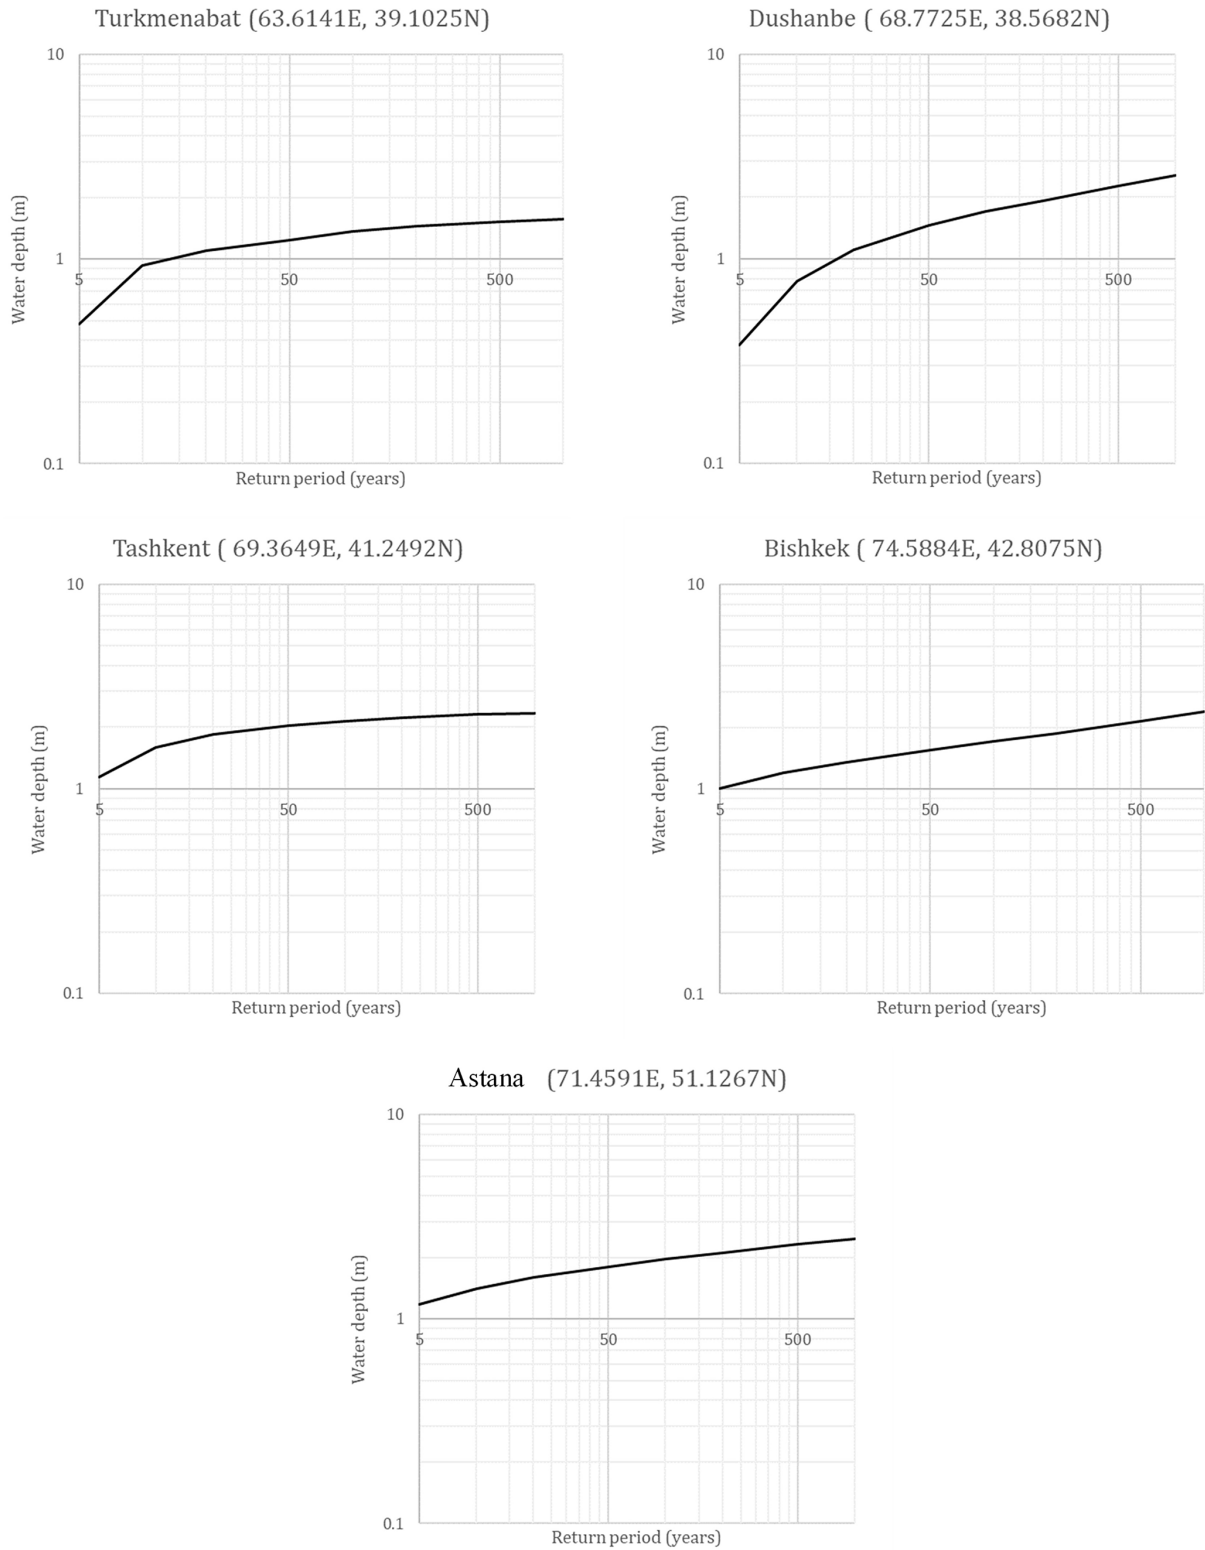 Turkmenabat (63.6141E, 39.1025N)
10
1
0.1
5
50
500
Water depth (m)
Return period (years)
Dushanbe ( 68.7725E, 38.5682N)
10
1
0.1
5
50
500
Water depth (m)
Return period (years)
Tashkent ( 69.3649E, 41.2492N)
10
1
0.1
5
50
500
Water depth (m)
Return period (years)
Bishkek ( 74.5884E, 42.8075N)
10
1
0.1
5
50
500
Water depth (m)
Return period (years)
Astana (71.4591E, 51.1267N)
10
1
0.1
5
50
500
Water depth (m)
Return period (years)